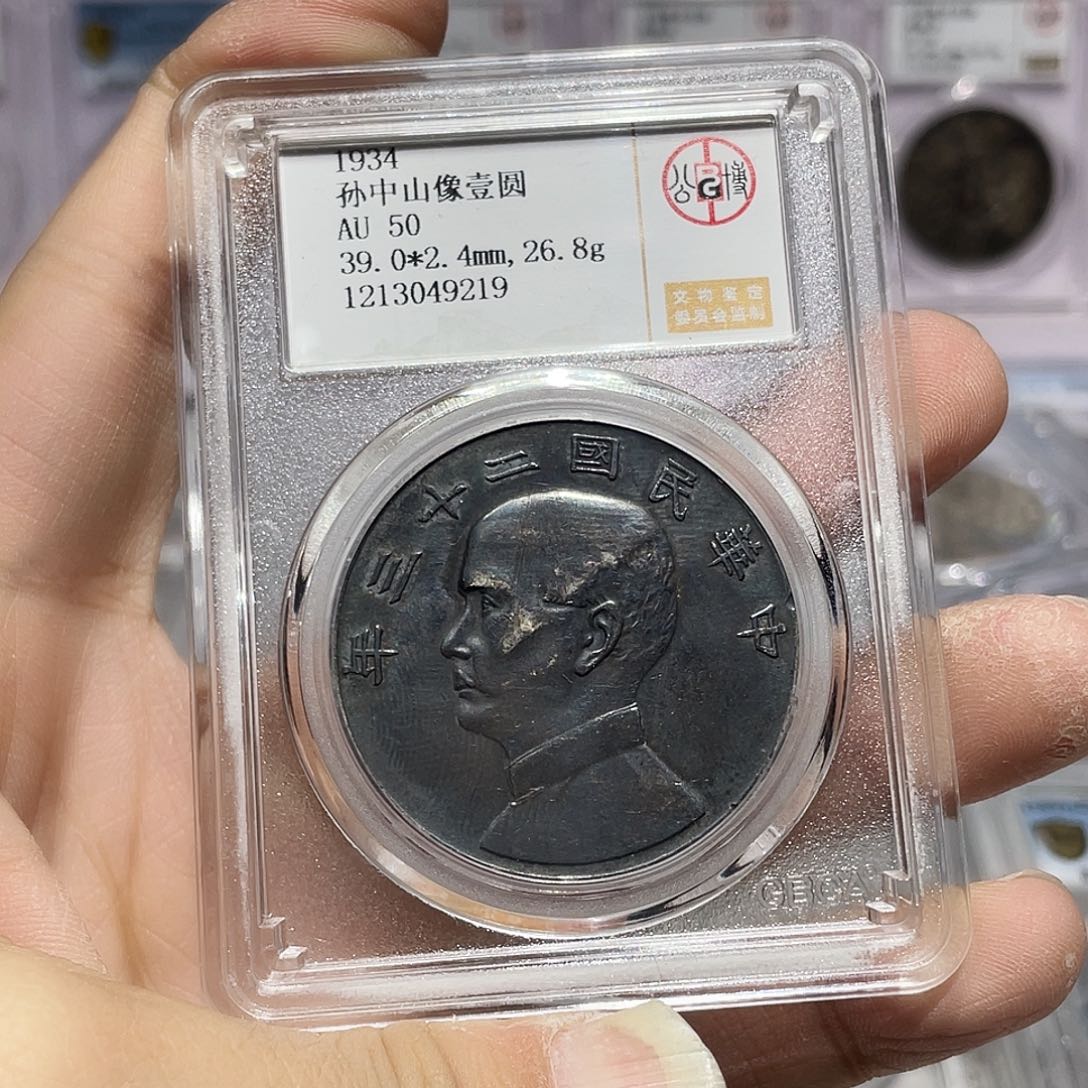 1934
孙中山像壹圆
AU 50
39.0*2.4mm,26.8g
1213049219
公博
G
文物鉴定
委员会监制
中華民國二十三年